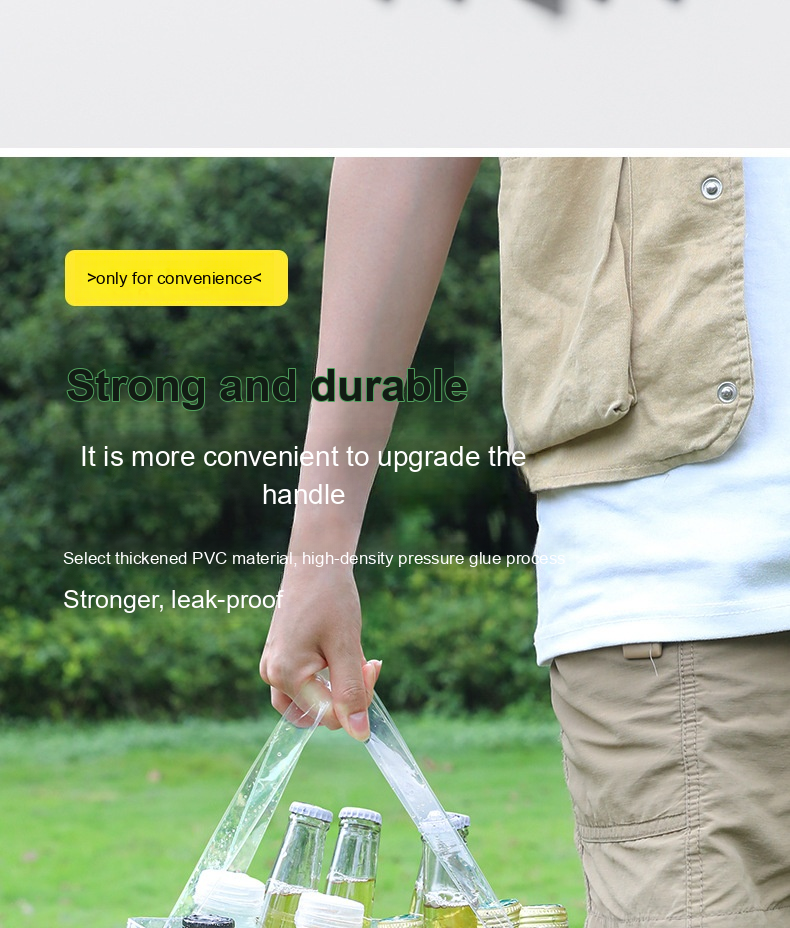 >only for convenience<
Strong and durable
It is more convenient to upgrade the
handle
Select thickened PVC material, high-density pressure glue process
Stronger, leak-proof